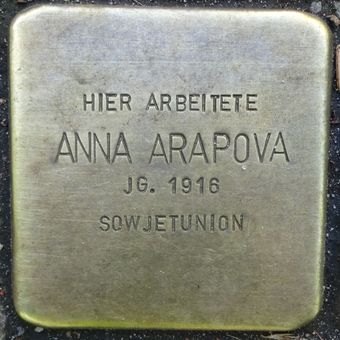 HIER ARBEITETE
ANNA ARAPOVA
JG. 1916
SOWJETUNION